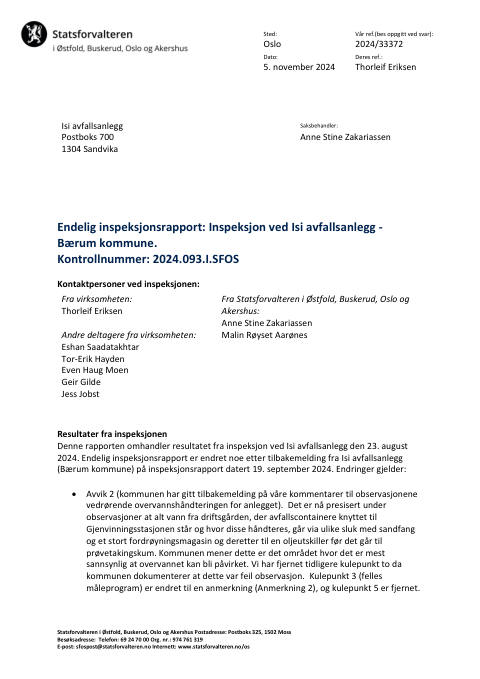 Statsforvalteren
i Østfold, Buskerud, Oslo og Akershus
Sted:
Oslo
Dato:
5. november 2024
Vår ref.(bes oppgitt ved svar):
2024/33372
Deres ref.:
Thorleif Eriksen
Isi avfallsanlegg
Postboks 700
1304 Sandvika
Saksbehandler:
Anne Stine Zakariassen
Endelig inspeksjonsrapport: Inspeksjon ved Isi avfallsanlegg -
Bærum kommune.
Kontrollnummer: 2024.093.I.SFOS
Kontaktpersoner ved inspeksjonen:
Fra virksomheten:
Thorleif Eriksen
Andre deltagere fra virksomheten:
Eshan Saadatakhtar
Tor-Erik Hayden
Even Haug Moen
Geir Gilde
Jess Jobst
Fra Statsforvalteren i Østfold, Buskerud, Oslo og
Akershus:
Anne Stine Zakariassen
Malin Røyset Aarønes
Resultater fra inspeksjonen
Denne rapporten omhandler resultatet fra inspeksjon ved Isi avfallsanlegg den 23. august
2024. Endelig inspeksjonsrapport er endret noe etter tilbakemelding fra Isi avfallsanlegg
(Bærum kommune) på inspeksjonsrapport datert 19. september 2024. Endringer gjelder:
• Avvik 2 (kommunen har gitt tilbakemelding på våre kommentarer til observasjonene
vedrørende overvannshåndteringen for anlegget). Det er nå presisert under
observasjoner at alt vann fra driftsgården, der avfallscontainere knyttet til
Gjenvinningsstasjonen står og hvor disse håndteres, går via ulike sluk med sandfang
og et stort fordrøyningsmagasin og deretter til en oljeutskiller før det går til
prøvetakingskum. Kommunen mener dette er det området hvor det er mest
sannsynlig at overvannet kan bli påvirket. Vi har fjernet tidligere kulepunkt to da
kommunen dokumenterer at dette var feil observasjon. Kulepunkt 3 (felles
måleprogram) er endret til en anmerkning (Anmerkning 2), og kulepunkt 5 er fjernet.
Statsforvalteren i Østfold, Buskerud, Oslo og Akershus Postadresse: Postboks 325, 1502 Moss
Besøksadresse: Telefon: 69 24 70 00 Org. nr.: 974 761 319
E-post: sfospost@statsforvalteren.no Internett: www.statsforvalteren.no/os